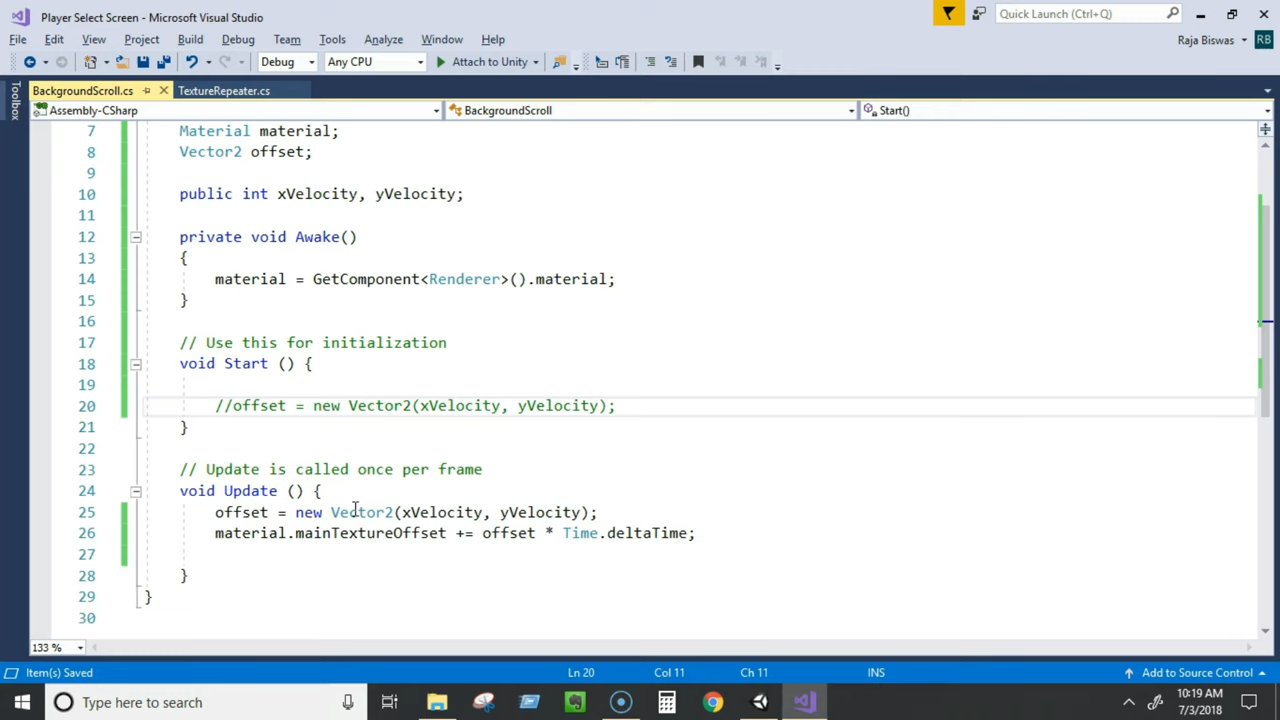 Player Select Screen - Microsoft Visual Studio
Quick Launch (Ctrl+Q)
File Edit View Project Build Debug Team Tools Analyze Window Help
Raja Biswas RB
Debug Any CPU Attach to Unity
Toolbox
BackgroundScroll.cs TextureRepeater.cs
Assembly-CSharp BackgroundScroll Start()
7 Material material;
8 Vector2 offset;
9
10 public int xVelocity, yVelocity;
11
12 private void Awake()
13 {
14 material = GetComponent<Renderer>().material;
15 }
16
17 // Use this for initialization
18 void Start () {
19
20 //offset = new Vector2(xVelocity, yVelocity);
21 }
22
23 // Update is called once per frame
24 void Update () {
25 offset = new Vector2(xVelocity, yVelocity);
26 material.mainTextureOffset += offset * Time.deltaTime;
27
28 }
29 }
30
133 %
Item(s) Saved Ln 20 Col 11 Ch 11 INS Add to Source Control
Type here to search
10:19 AM
7/3/2018